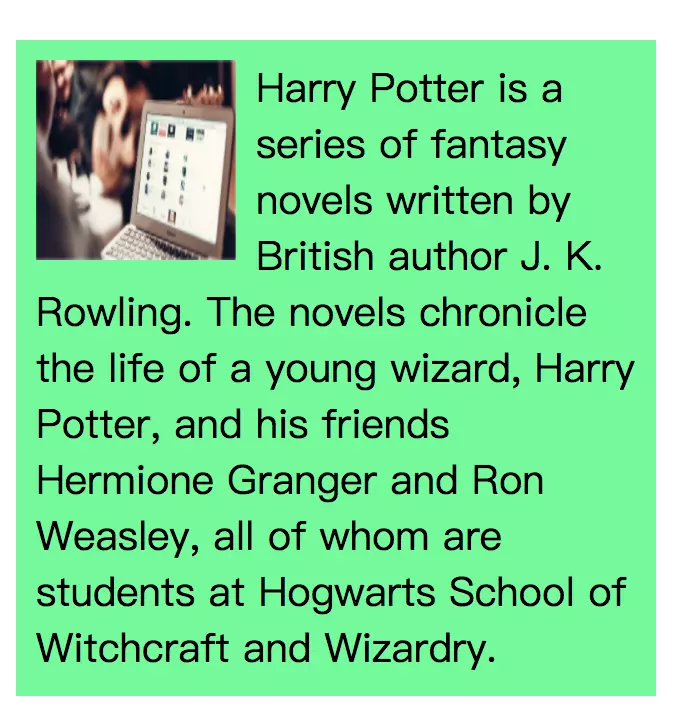 Harry Potter is a
series of fantasy
novels written by
British author J. K.
Rowling. The novels chronicle
the life of a young wizard, Harry
Potter, and his friends
Hermione Granger and Ron
Weasley, all of whom are
students at Hogwarts School of
Witchcraft and Wizardry.